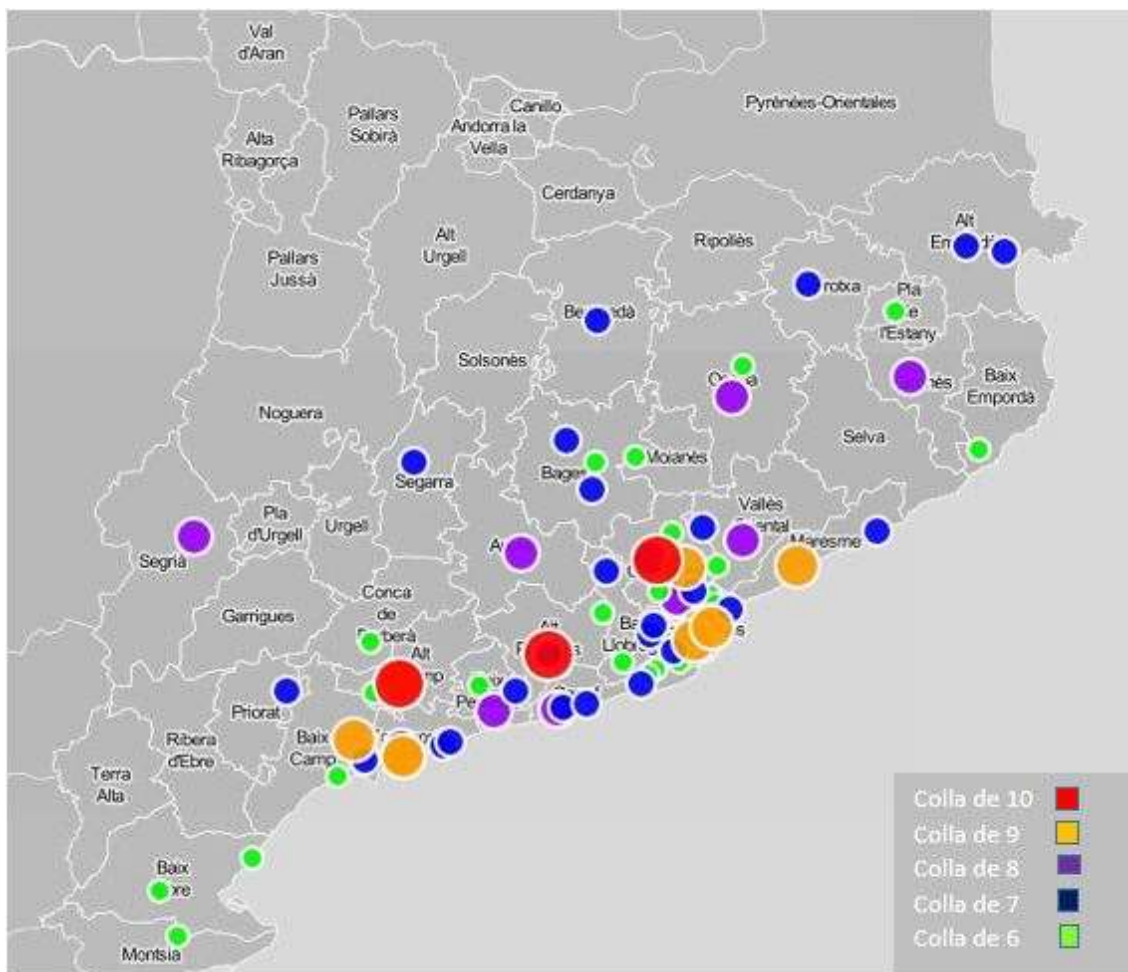 Val
d'Aran
Pallars
Sobirà
Canillo
Andorra la
Vella
Pyrénées-Orientales
Alta
Ribagorça
Cerdanya
Alt
Urgell
Ripollès
Alt
Pallars
Jussà
Pla
l'Estany
Solsonès
Baix
Empordà
Noguera
Selva
Segarra
Bages
Moianès
Pla
d'Urgell
Urgell
Vallès
Segrià
Maresme
Garrigues
Conca
de
Alt
Alt
Priorat
Ribera
d'Ebre
Baix
Camp
Terra
Alta
Baix
Montsià
Colla de 10
Colla de 9
Colla de 8
Colla de 7
Colla de 6